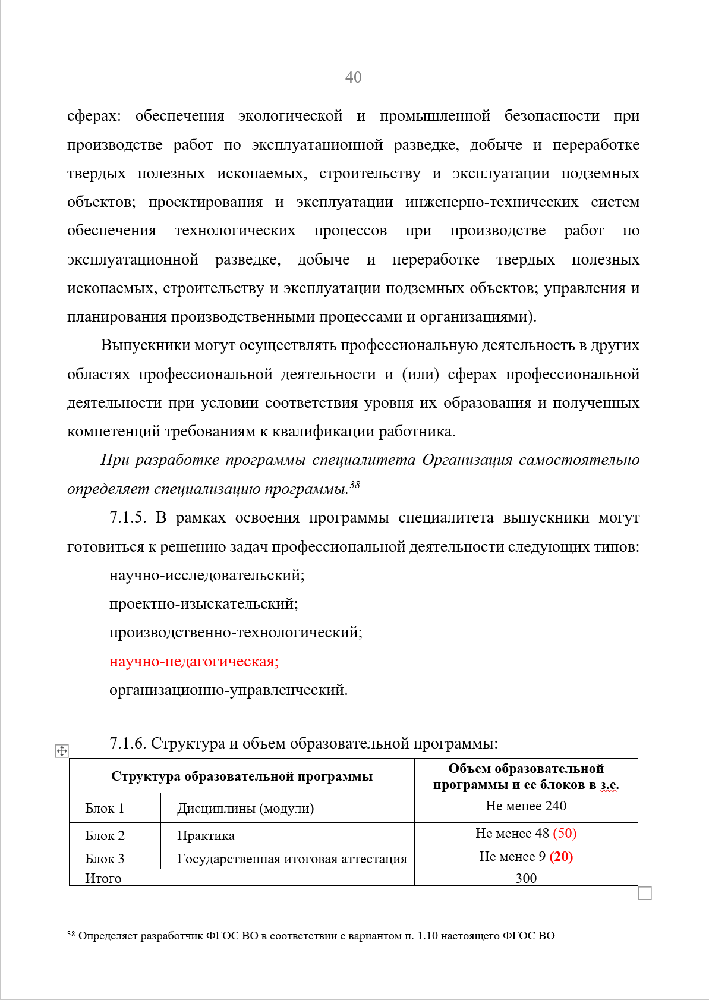 40
сферах: обеспечения экологической и промышленной безопасности при
производстве работ по эксплуатационной разведке, добыче и переработке
твердых полезных ископаемых, строительству и эксплуатации подземных
объектов; проектирования и эксплуатации инженерно-технических систем
обеспечения технологических процессов при производстве работ по
эксплуатационной разведке, добыче и переработке твердых полезных
ископаемых, строительству и эксплуатации подземных объектов; управления и
планирования производственными процессами и организациями).
Выпускники могут осуществлять профессиональную деятельность в других
областях профессиональной деятельности и (или) сферах профессиональной
деятельности при условии соответствия уровня их образования и полученных
компетенций требованиям к квалификации работника.
При разработке программы специалитета Организация самостоятельно
определяет специализацию программы.38
7.1.5. В рамках освоения программы специалитета выпускники могут
готовиться к решению задач профессиональной деятельности следующих типов:
научно-исследовательский;
проектно-изыскательский;
производственно-технологический;
научно-педагогическая;
организационно-управленческий.
7.1.6. Структура и объем образовательной программы:
Структура образовательной программы
Объем образовательной
программы и ее блоков в з.е.
Блок 1 Дисциплины (модули) Не менее 240
Блок 2 Практика Не менее 48 (50)
Блок 3 Государственная итоговая аттестация Не менее 9 (20)
Итого 300
38 Определяет разработчик ФГОС ВО в соответствии с вариантом п. 1.10 настоящего ФГОС ВО